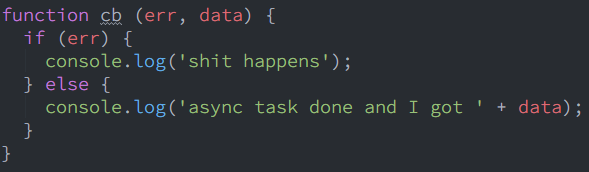 function cb (err, data) {
  if (err) {
    console.log('shit happens');
  } else {
    console.log('async task done and I got ' + data);
  }
}